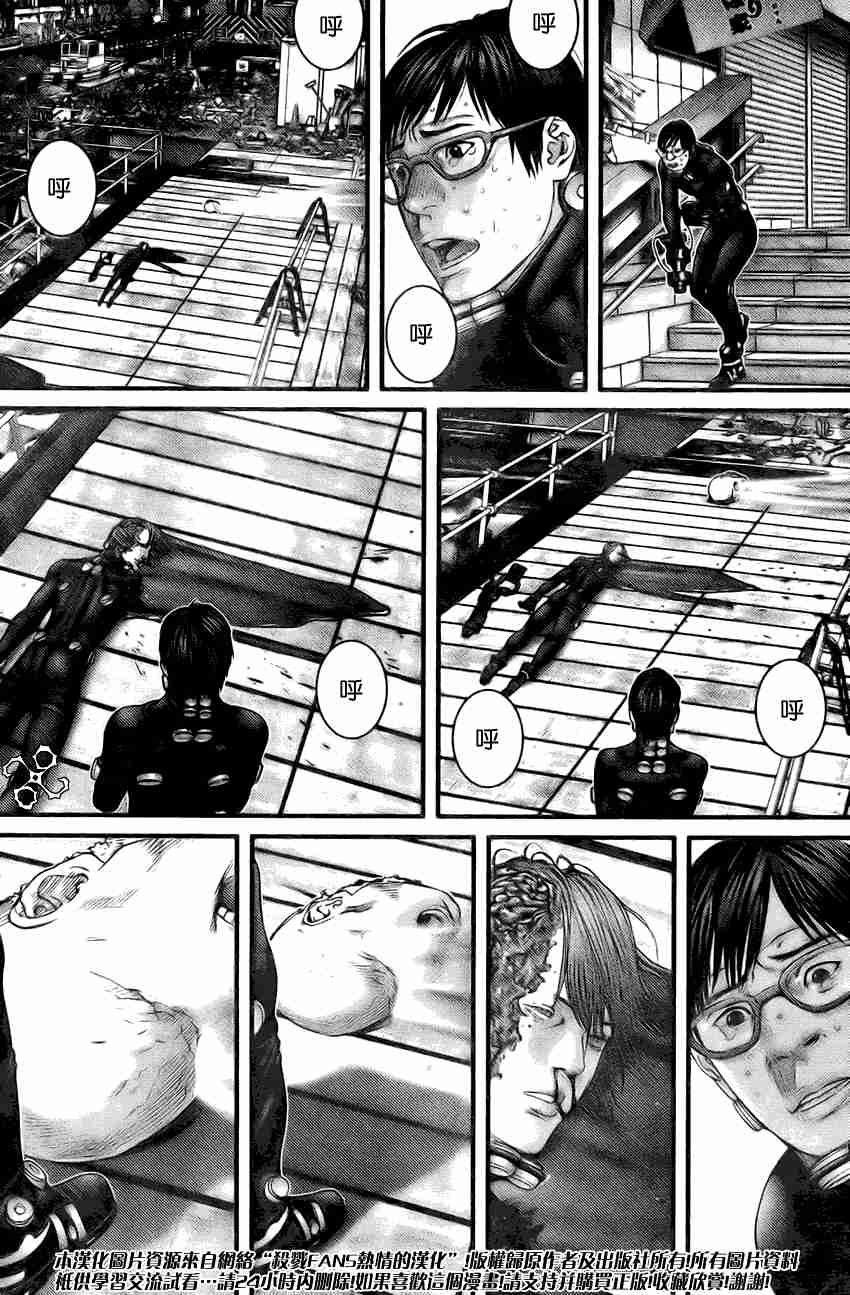 呼
呼
呼
呼
呼
呼
呼
本漢化圖片資源來自網絡“殺戮FANS熱情的漢化”!版權歸原作者及出版社所有!所有圖片資料
衹供學習交流試看…請24小時內刪除!如果喜歡這個漫畫!請支持并購買正版!收藏欣賞!謝謝!